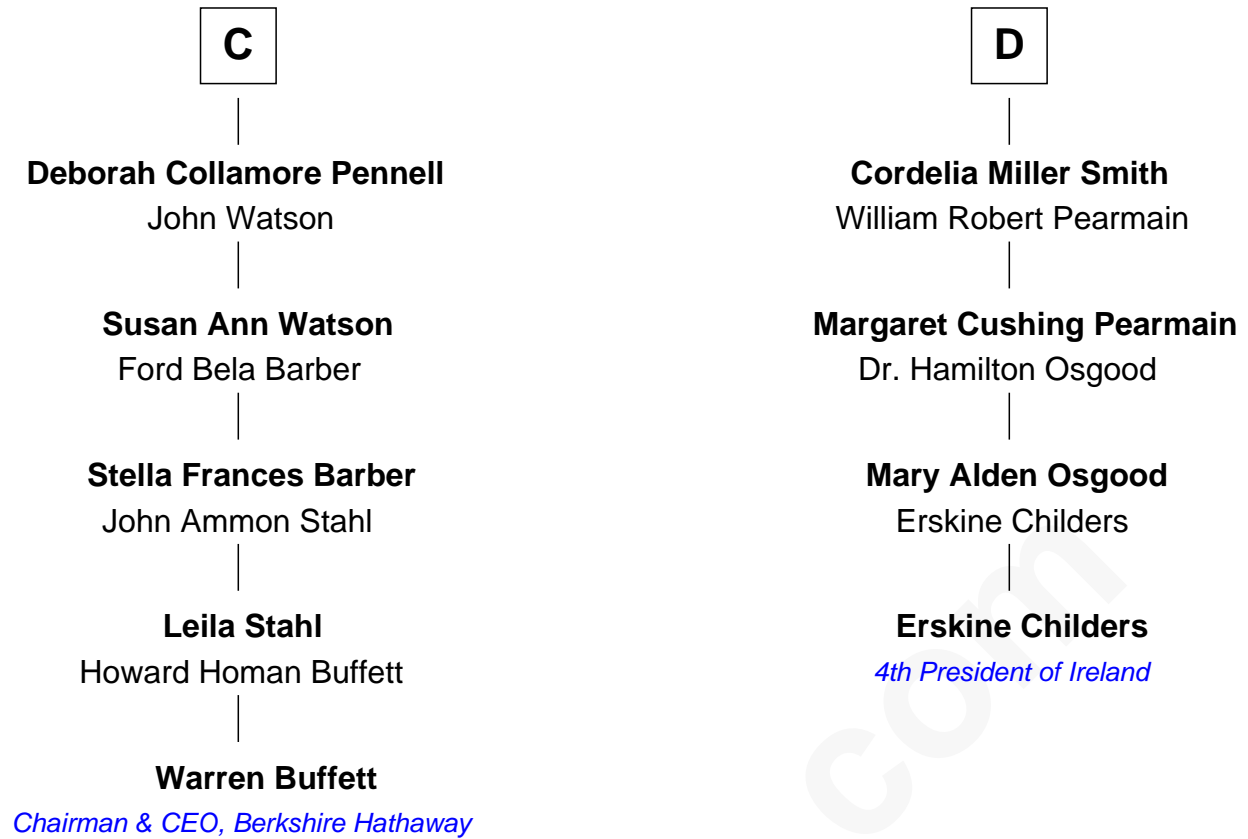 C
Deborah Collamore Pennell
John Watson
Susan Ann Watson
Ford Bela Barber
Stella Frances Barber
John Ammon Stahl
Leila Stahl
Howard Homan Buffett
Warren Buffett
Chairman & CEO, Berkshire Hathaway
D
Cordelia Miller Smith
William Robert Pearmain
Margaret Cushing Pearmain
Dr. Hamilton Osgood
Mary Alden Osgood
Erskine Childers
Erskine Childers
4th President of Ireland
com